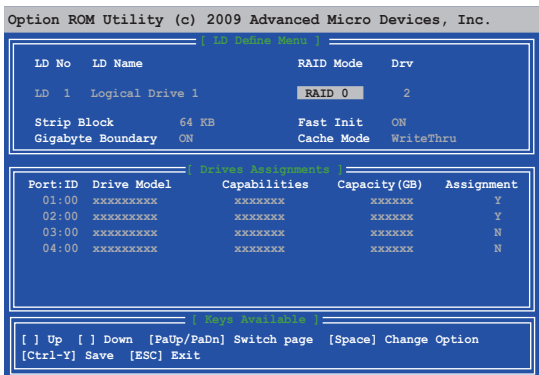 Option ROM Utility (c) 2009 Advanced Micro Devices, Inc.
[ LD Define Menu ]
LD No LD Name RAID Mode Drv
LD 1 Logical Drive 1 RAID 0 2
Strip Block 64 KB Fast Init ON
Gigabyte Boundary ON Cache Mode WriteThru
[ Drives Assignments ]
Port:ID Drive Model Capabilities Capacity(GB) Assignment
01:00 xxxxxxxxx xxxxxxx xxxxxx Y
02:00 xxxxxxxxx xxxxxxx xxxxxx Y
03:00 xxxxxxxxx xxxxxxx xxxxxx N
04:00 xxxxxxxxx xxxxxxx xxxxxx N
[ Keys Available ]
[ ] Up [ ] Down [PaUp/PaDn] Switch page [Space] Change Option
[Ctrl-Y] Save [ESC] Exit